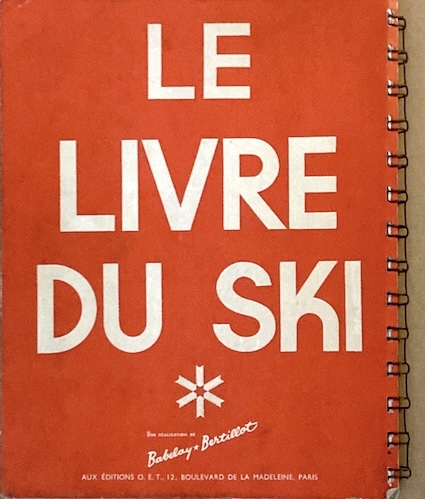 LE
LIVRE
DU SKI
UNE RÉALISATION DE
Babelay ★ Bertillot
AUX ÉDITIONS O. E. T., 12, BOULEVARD DE LA MADELEINE, PARIS